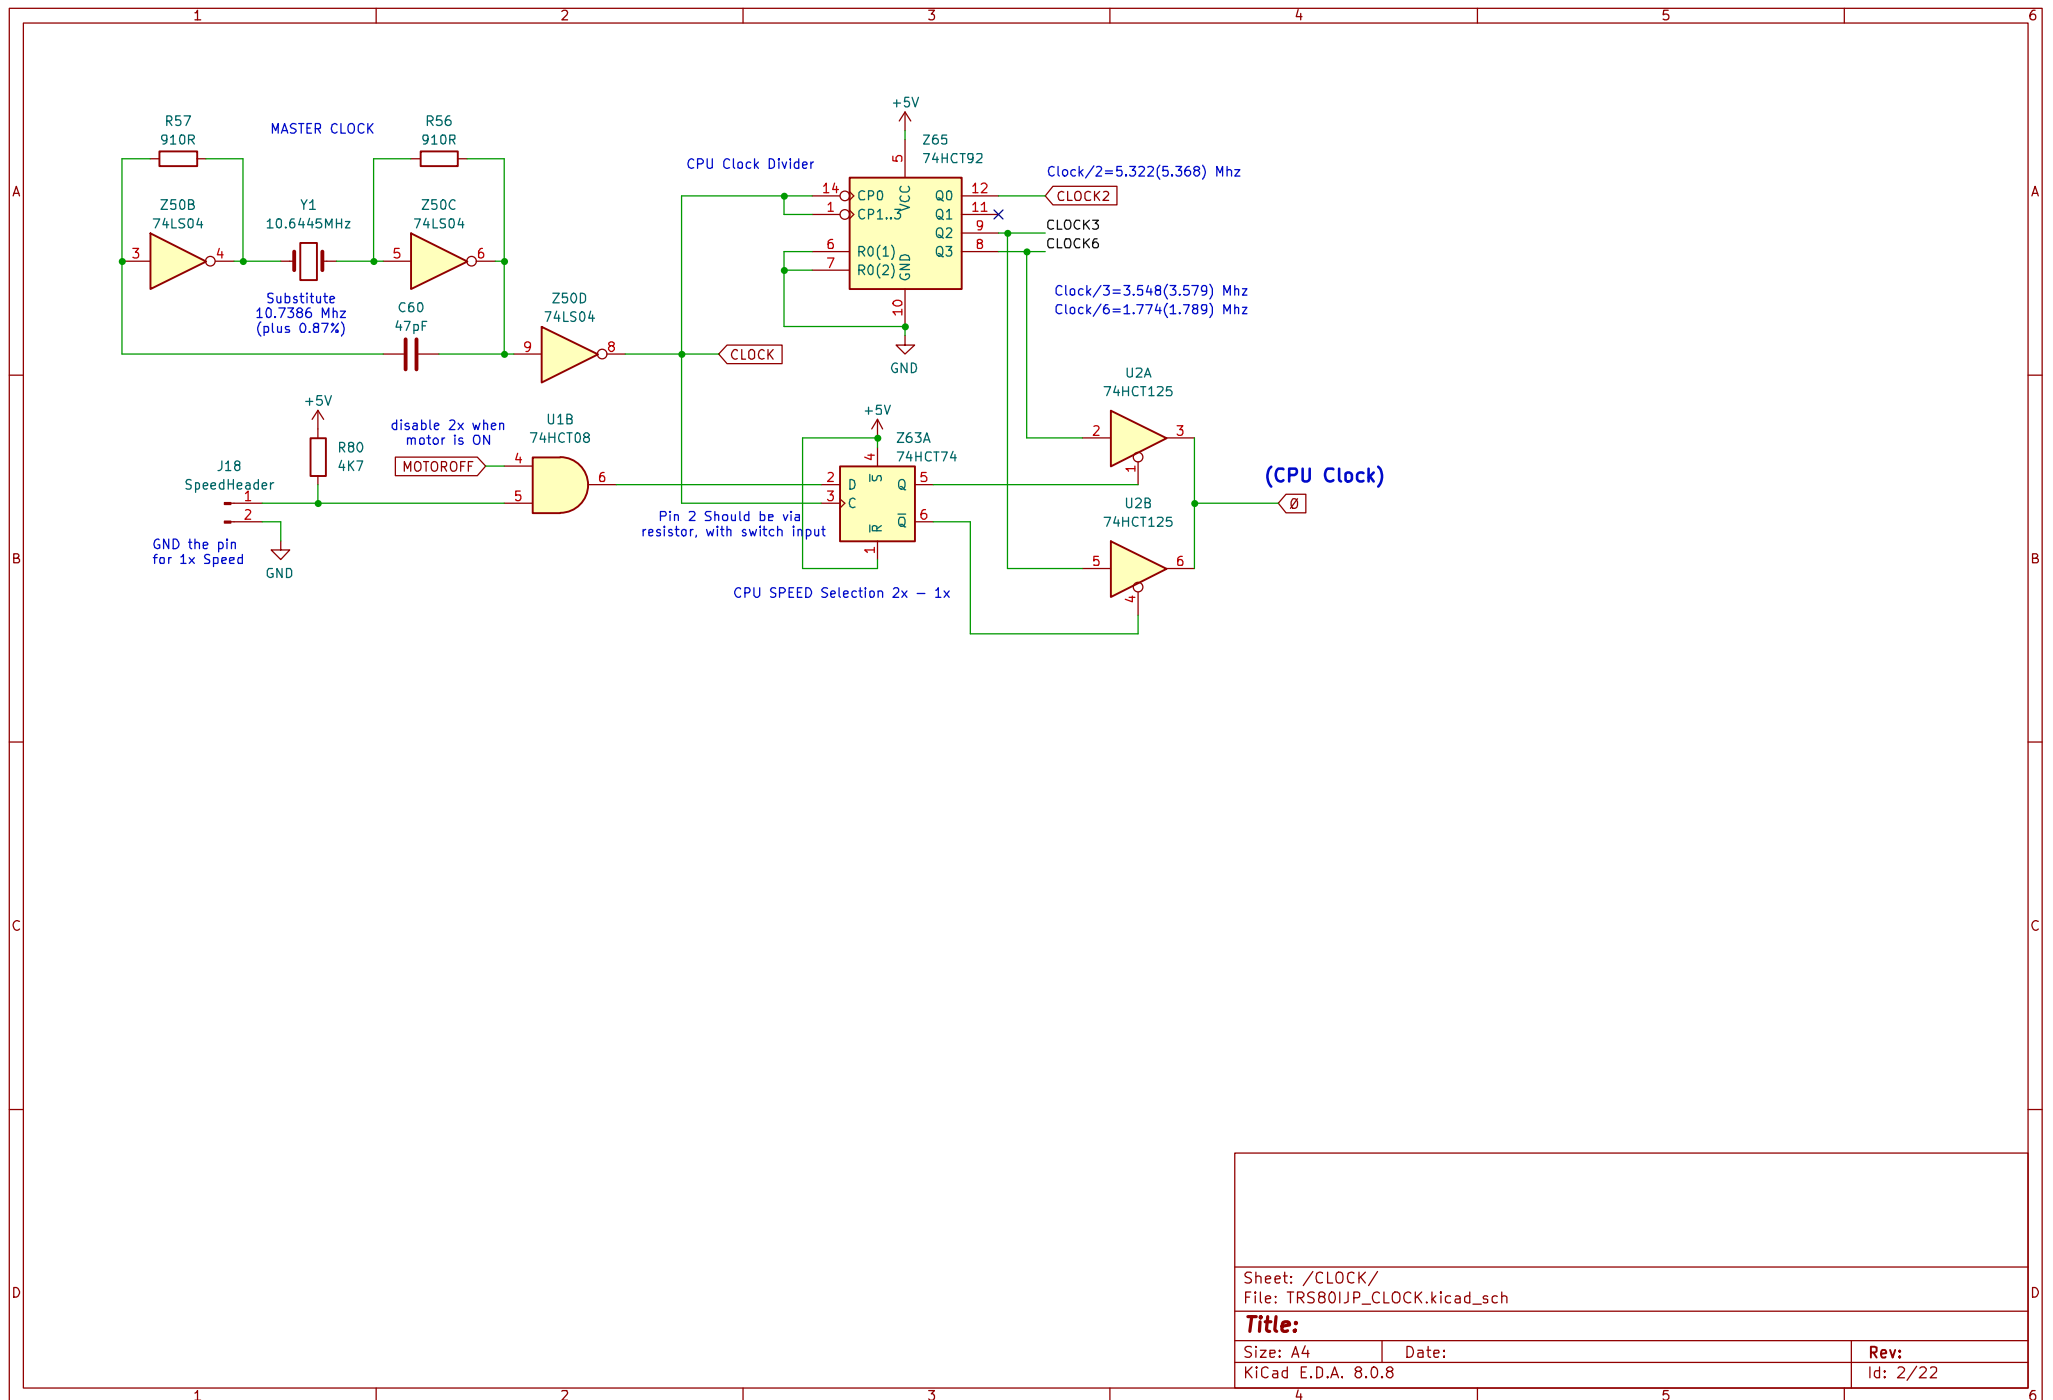 1 2 3 4 5 6
A A
B B
C C
D D
R57
910R
MASTER CLOCK
R56
910R
Z50B
74LS04
3 4
Y1
10.6445MHz
Substitute
10.7386 Mhz
(plus 0.87%)
Z50C
74LS04
5 6
C60
47pF
Z50D
74LS04
9 8
CLOCK
CPU Clock Divider
+5V
Z65
74HCT92
5
VCC
14 CP0
1 CP1..3
6 R0(1)
7 R0(2)
GND
10
Q0 12
Q1 11
Q2 9
Q3 8
GND
Clock/2=5.322(5.368) Mhz
CLOCK2
CLOCK3
CLOCK6
Clock/3=3.548(3.579) Mhz
Clock/6=1.774(1.789) Mhz
+5V
R80
4K7
J18
SpeedHeader
1
2
GND the pin
for 1x Speed
GND
disable 2x when
motor is ON
MOTOROFF
U1B
74HCT08
4
5
6
Pin 2 Should be via
resistor, with switch input
+5V
Z63A
74HCT74
4
2 D S Q 5
3 C
R Q 6
1
CPU SPEED Selection 2x - 1x
U2A
74HCT125
2 3
1
U2B
74HCT125
5 6
4
(CPU Clock)
Ø
Sheet: /CLOCK/
File: TRS80IJP_CLOCK.kicad_sch
Title:
Size: A4 Date: Rev:
KiCad E.D.A. 8.0.8 Id: 2/22
1 2 3 4 5 6